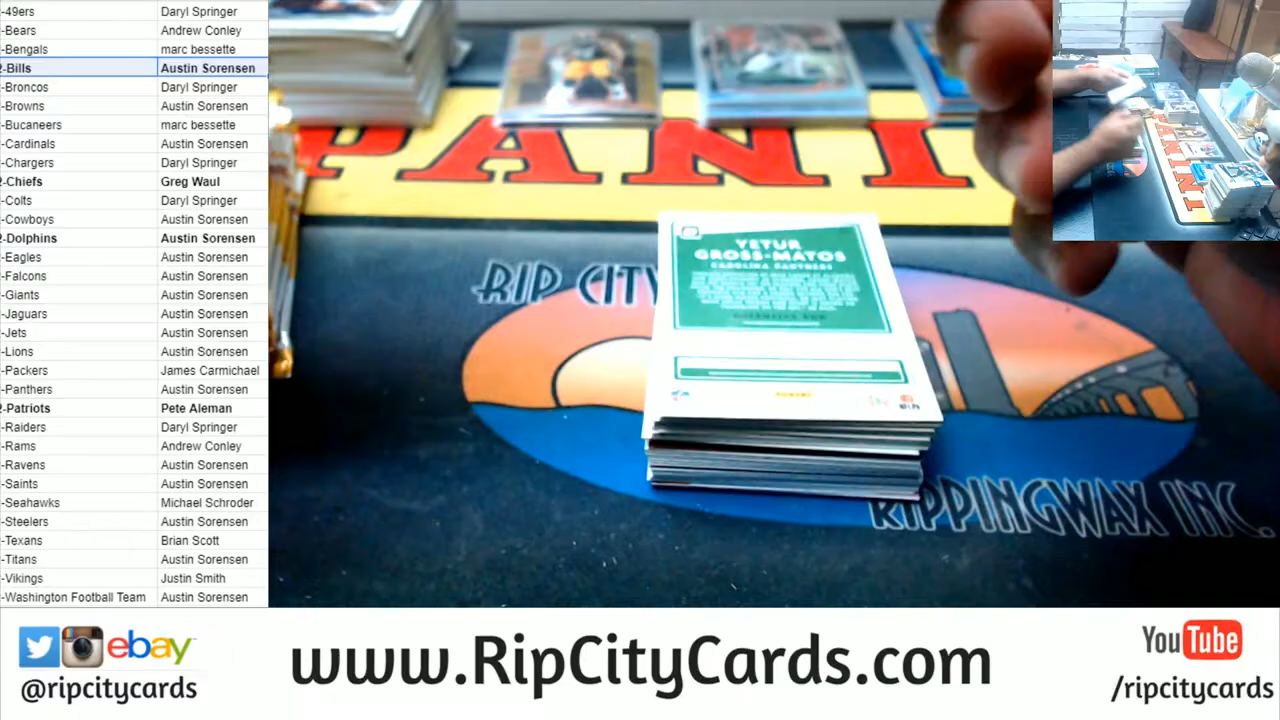 -49ers Daryl Springer
-Bears Andrew Conley
-Bengals marc bessette
2-Bills Austin Sorensen
-Broncos Daryl Springer
-Browns Austin Sorensen
-Bucaneers marc bessette
-Cardinals Austin Sorensen
-Chargers Daryl Springer
2-Chiefs Greg Waul
-Colts Daryl Springer
-Cowboys Austin Sorensen
2-Dolphins Austin Sorensen
-Eagles Austin Sorensen
-Falcons Austin Sorensen
-Giants Austin Sorensen
-Jaguars Austin Sorensen
-Jets Austin Sorensen
-Lions Austin Sorensen
-Packers James Carmichael
-Panthers Austin Sorensen
2-Patriots Pete Aleman
-Raiders Daryl Springer
-Rams Andrew Conley
-Ravens Austin Sorensen
-Saints Austin Sorensen
-Seahawks Michael Schroder
-Steelers Austin Sorensen
-Texans Brian Scott
-Titans Austin Sorensen
-Vikings Justin Smith
-Washington Football Team Austin Sorensen
PANI
RIP CITY
YETUR
GROSS-MATOS
CAROLINA PANTHERS
PANINI
RIPPINGWAX INC.
PANINI
ebay
@ripcitycards
www.RipCityCards.com
YouTube
/ripcitycards